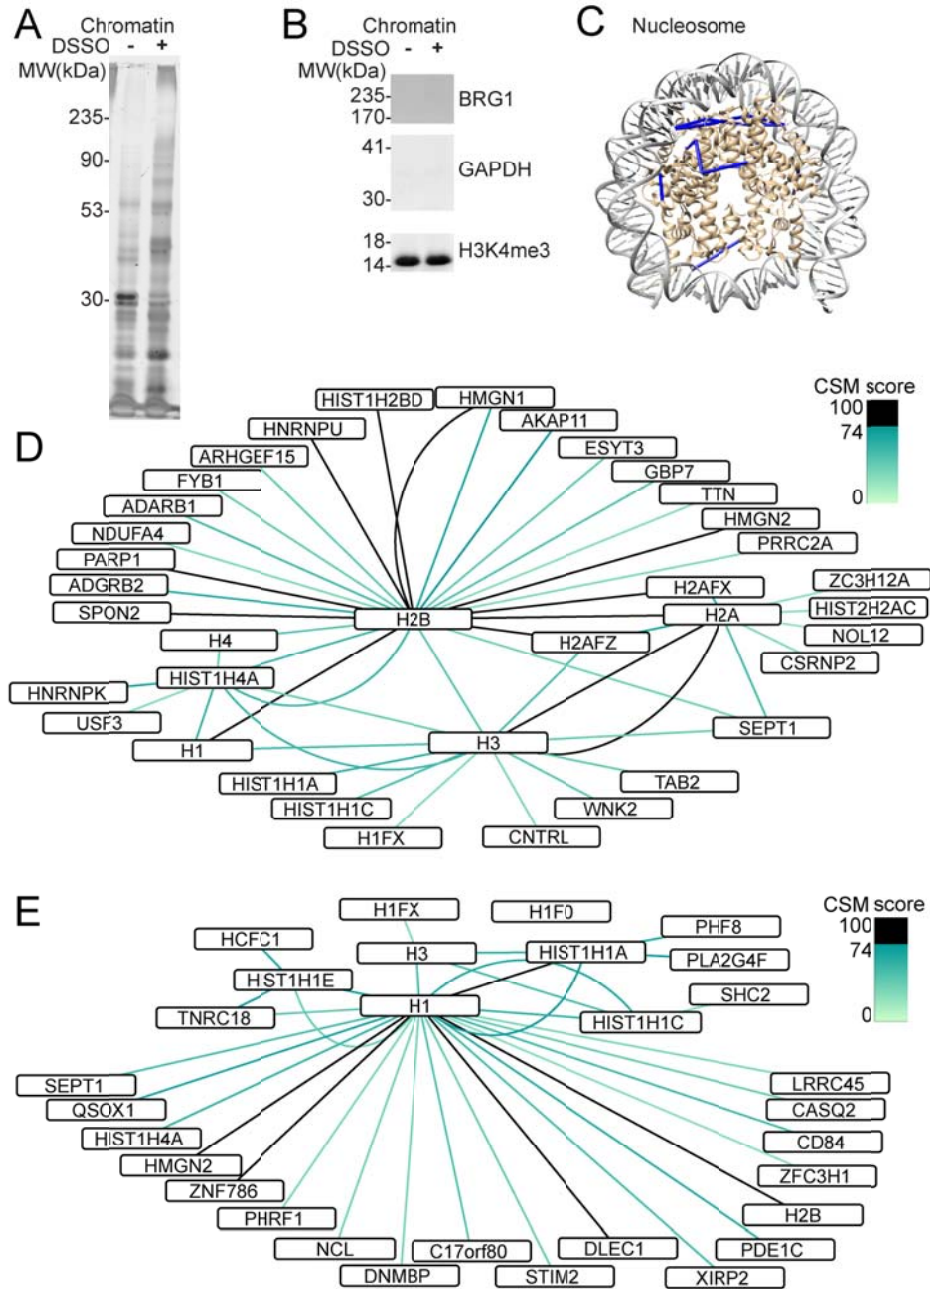 A
Chromatin
DSSO - +
MW(kDa)
235-
90-
53-
30-
B
Chromatin
DSSO - +
MW(kDa)
235-
170-
BRG1
41-
GAPDH
30-
18-
H3K4me3
14-
C
Nucleosome
D
CSM score
100
74
0
HIST1H2BD
HMGN1
HNRNPU
AKAP11
ARHGEF15
ESYT3
FYB1
GBP7
ADARB1
TTN
NDUFA4
HMGN2
PARP1
PRRC2A
ADGRB2
H2AFX
ZC3H12A
SPON2
H2B
H2A
HIST2H2AC
H4
H2AFZ
NOL12
HIST1H4A
CSRNP2
HNRNPK
USF3
SEPT1
H1
H3
HIST1H1A
TAB2
HIST1H1C
WNK2
H1FX
CNTRL
E
CSM score
100
74
0
H1FX
H1F0
HCFC1
H3
HIST1H1A
PHF8
HIST1H1E
PLA2G4F
H1
SHC2
TNRC18
HIST1H1C
SEPT1
LRRC45
QSOX1
CASQ2
HIST1H4A
CD84
HMGN2
ZFC3H1
ZNF786
H2B
PHRF1
NCL
C17orf80
DLEC1
PDE1C
DNMBP
STIM2
XIRP2